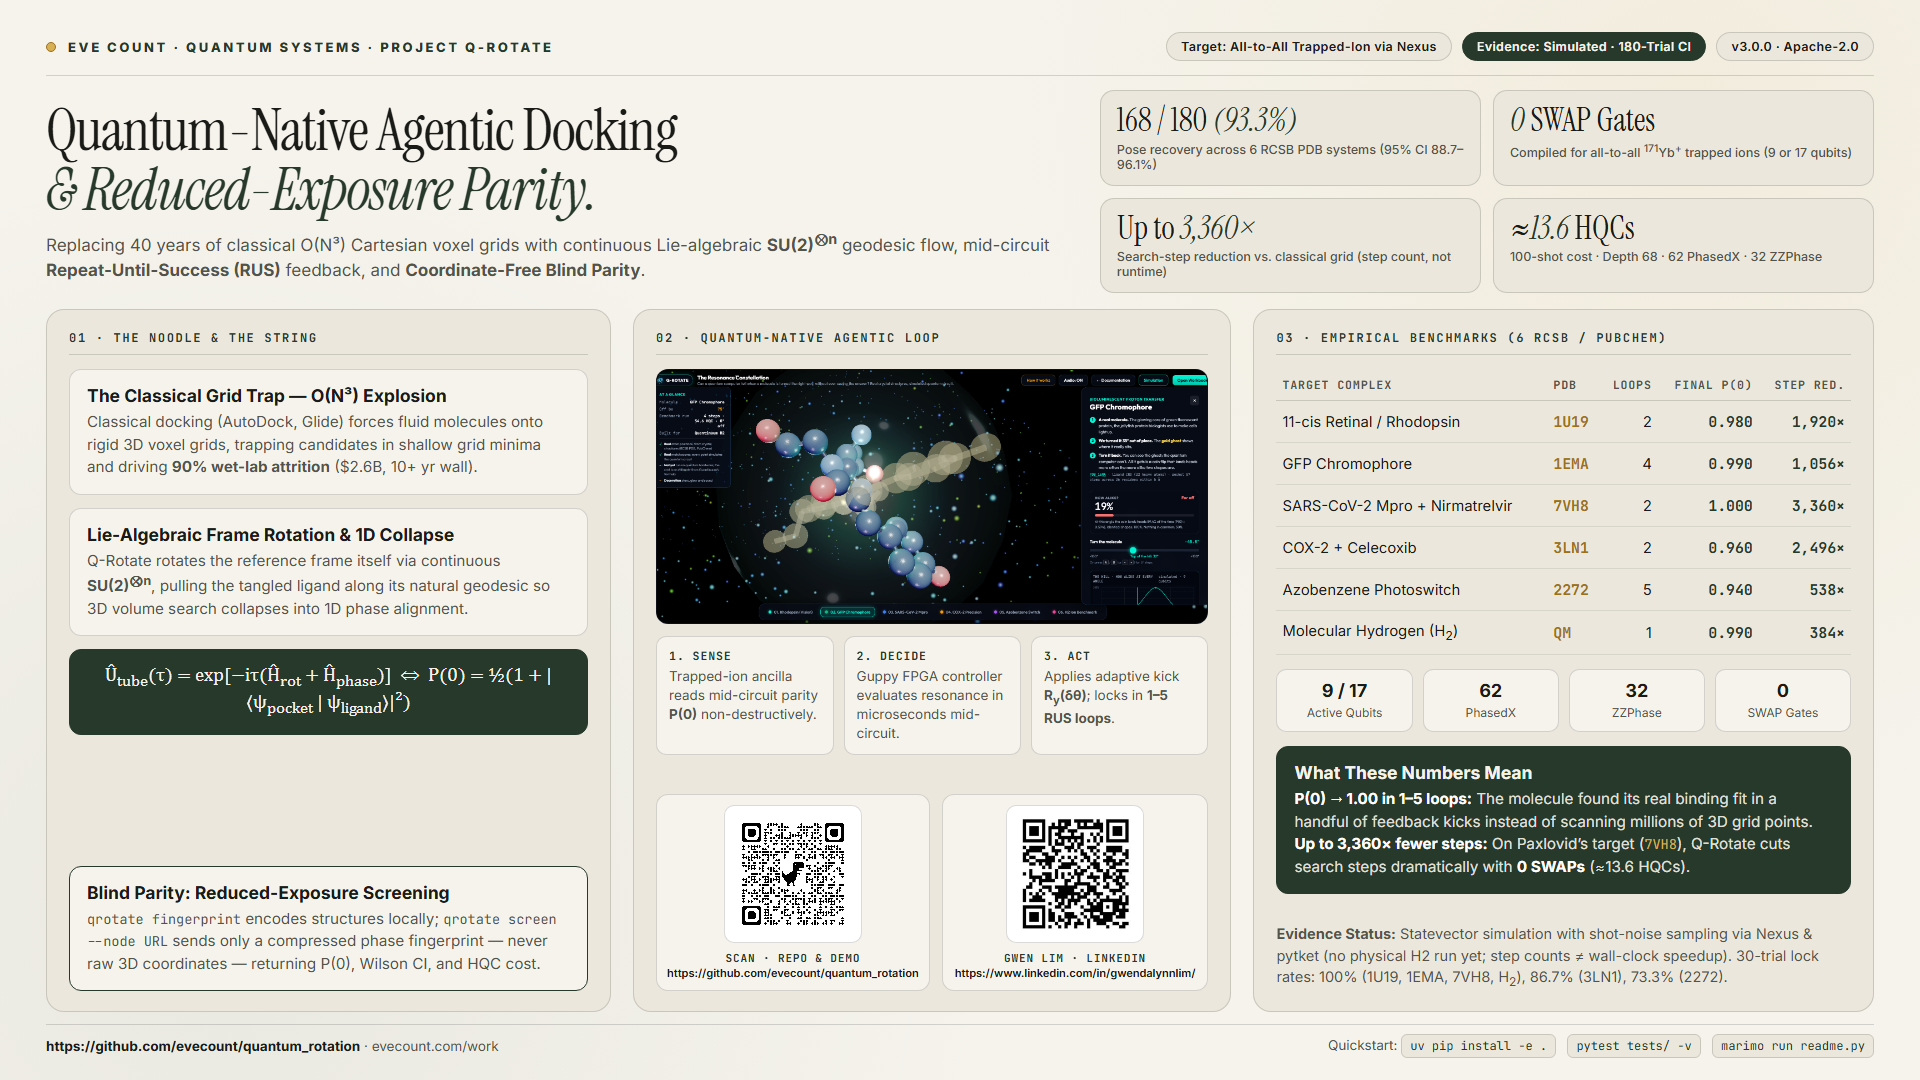 EVE COUNT · QUANTUM SYSTEMS · PROJECT Q-ROTATE
Target: All-to-All Trapped-Ion via Nexus
Evidence: Simulated · 180-Trial CI
v3.0.0 · Apache-2.0
Quantum-Native Agentic Docking
& Reduced-Exposure Parity.
Replacing 40 years of classical O(N³) Cartesian voxel grids with continuous Lie-algebraic SU(2)⊗n geodesic flow, mid-circuit
Repeat-Until-Success (RUS) feedback, and Coordinate-Free Blind Parity.
168 / 180 (93.3%)
Pose recovery across 6 RCSB PDB systems (95% CI 88.7–
96.1%)
0 SWAP Gates
Compiled for all-to-all 171Yb+ trapped ions (9 or 17 qubits)
Up to 3,360×
Search-step reduction vs. classical grid (step count, not
runtime)
≈13.6 HQCs
100-shot cost · Depth 68 · 62 PhasedX · 32 ZZPhase
01 · THE NOODLE & THE STRING
The Classical Grid Trap — O(N³) Explosion
Classical docking (AutoDock, Glide) forces fluid molecules onto
rigid 3D voxel grids, trapping candidates in shallow grid minima
and driving 90% wet-lab attrition ($2.6B, 10+ yr wall).
Lie-Algebraic Frame Rotation & 1D Collapse
Q-Rotate rotates the reference frame itself via continuous
SU(2)⊗n, pulling the tangled ligand along its natural geodesic so
3D volume search collapses into 1D phase alignment.
Ûtube(τ) = exp[−iτ(Ĥrot + Ĥphase)] ⇔ P(0) = ½(1 + |
⟨ψpocket | ψligand⟩|²)
Blind Parity: Reduced-Exposure Screening
qrotate fingerprint encodes structures locally; qrotate screen
--node URL sends only a compressed phase fingerprint — never
raw 3D coordinates — returning P(0), Wilson CI, and HQC cost.
02 · QUANTUM-NATIVE AGENTIC LOOP
Q-ROTATE
The Resonance Constellation
How it works
Audio: Off
Documentation
Simulation
AT A GLANCE
GFP Chromophore
GFP Chromophore
19%
Far off
Turn the molecule
1. SENSE
Trapped-ion ancilla
reads mid-circuit parity
P(0) non-destructively.
2. DECIDE
Guppy FPGA controller
evaluates resonance in
microseconds mid-
circuit.
3. ACT
Applies adaptive kick
Ry(δθ); locks in 1–5
RUS loops.
SCAN · REPO & DEMO
https://github.com/evecount/quantum_rotation
GWEN LIM · LINKEDIN
https://www.linkedin.com/in/gwendalynnlim/
03 · EMPIRICAL BENCHMARKS (6 RCSB / PUBCHEM)
TARGET COMPLEX PDB LOOPS FINAL P(0) STEP RED.
11-cis Retinal / Rhodopsin 1U19 2 0.980 1,920×
GFP Chromophore 1EMA 4 0.990 1,056×
SARS-CoV-2 Mpro + Nirmatrelvir 7VH8 2 1.000 3,360×
COX-2 + Celecoxib 3LN1 2 0.960 2,496×
Azobenzene Photoswitch 2272 5 0.940 538×
Molecular Hydrogen (H2) QM 1 0.990 384×
9 / 17
Active Qubits
62
PhasedX
32
ZZPhase
0
SWAP Gates
What These Numbers Mean
P(0) → 1.00 in 1–5 loops: The molecule found its real binding fit in a
handful of feedback kicks instead of scanning millions of 3D grid points.
Up to 3,360× fewer steps: On Paxlovid's target (7VH8), Q-Rotate cuts
search steps dramatically with 0 SWAPs (≈13.6 HQCs).
Evidence Status: Statevector simulation with shot-noise sampling via Nexus &
pytket (no physical H2 run yet; step counts ≠ wall-clock speedup). 30-trial lock
rates: 100% (1U19, 1EMA, 7VH8, H2), 86.7% (3LN1), 73.3% (2272).
https://github.com/evecount/quantum_rotation · evecount.com/work
Quickstart: uv pip install -e . pytest tests/ -v marimo run readme.py